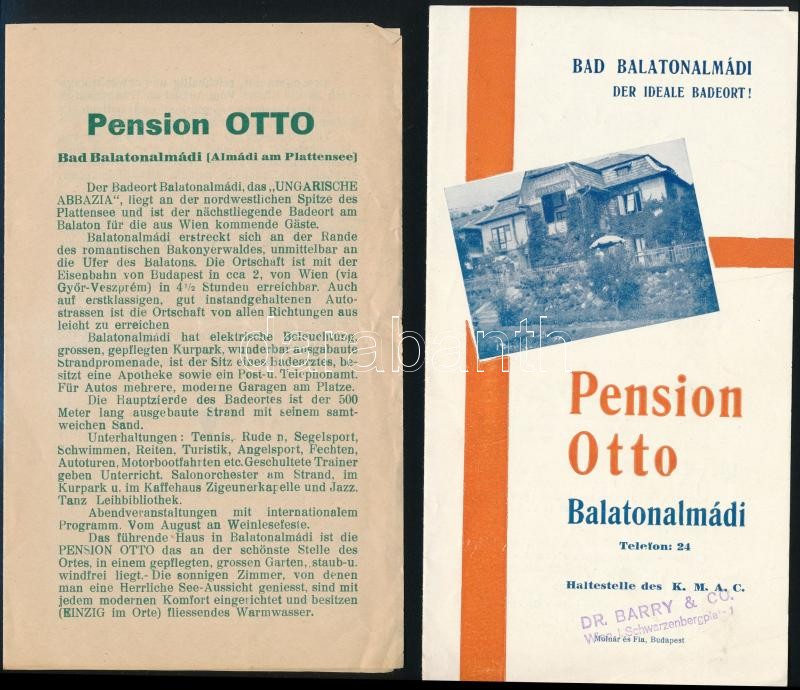 Pension OTTO
Bad Balatonalmádi (Almádi am Plattensee)
Der Badeort Balatonalmádi, das „UNGARISCHE
ABBAZIA“, liegt an der nordwestlichen Spitze des
Plattensee und ist der nächstliegende Badeort am
Balaton für die aus Wien kommende Gäste.
Balatonalmádi erstreckt sich an der Rande
des romantischen Bakonyerwaldes, unmittelbar an
die Ufer des Balatons. Die Ortschaft ist mit der
Eisenbahn von Budapest in cca 2, von Wien (via
Győr-Veszprém) in 4½ Stunden erreichbar. Auch
auf erstklassigen, gut instandgehaltenen Auto-
strassen ist die Ortschaft von allen Richtungen aus
leicht zu erreichen
Balatonalmádi hat elektrische Beleuchtung,
grossen, gepflegten Kurpark, wunderbar ausgabaute
Strandpromenade, ist der Sitz eines Badearztes, be-
sitzt eine Apotheke sowie ein Post-u. Telephonamt.
Für Autos mehrere, moderne Garagen am Platze.
Die Hauptzierde des Badeortes ist der 500
Meter lang ausgebaute Strand mit seinem samt-
weichen Sand.
Unterhaltungen: Tennis, Rude n, Segelsport,
Schwimmen, Reiten, Turistik, Angelsport, Fechten,
Autoturen, Motorbootfahrten etc. Geschultete Trainer
geben Unterricht. Salonorchester am Strand, im
Kurpark u. im Kaffehaus Zigeunerkapelle und Jazz.
Tanz Leihbibliothek.
Abendveranstaltungen mit internationalem
Programm. Vom August an Weinlesefeste.
Das führende Haus in Balatonalmádi ist die
PENSION OTTO das an der schönste Stelle des
Ortes, in einem gepflegten, grossen Garten, staub-u.
windfrei liegt.- Die sonnigen Zimmer, von denen
man eine Herrliche See-Aussicht geniesst, sind mit
jedem modernen Komfort eingerichtet und besitzen
(EINZIG im Orte) fliessendes Warmwasser.
BAD BALATONALMÁDI
DER IDEALE BADEORT!
Pension
Otto
Balatonalmádi
Telefon: 24
Haltestelle des K. M. A. C.
DR. BARRY & CO.
Wien I, Schwarzenbergplatz 1
Molnár és Fia, Budapest
darabanth